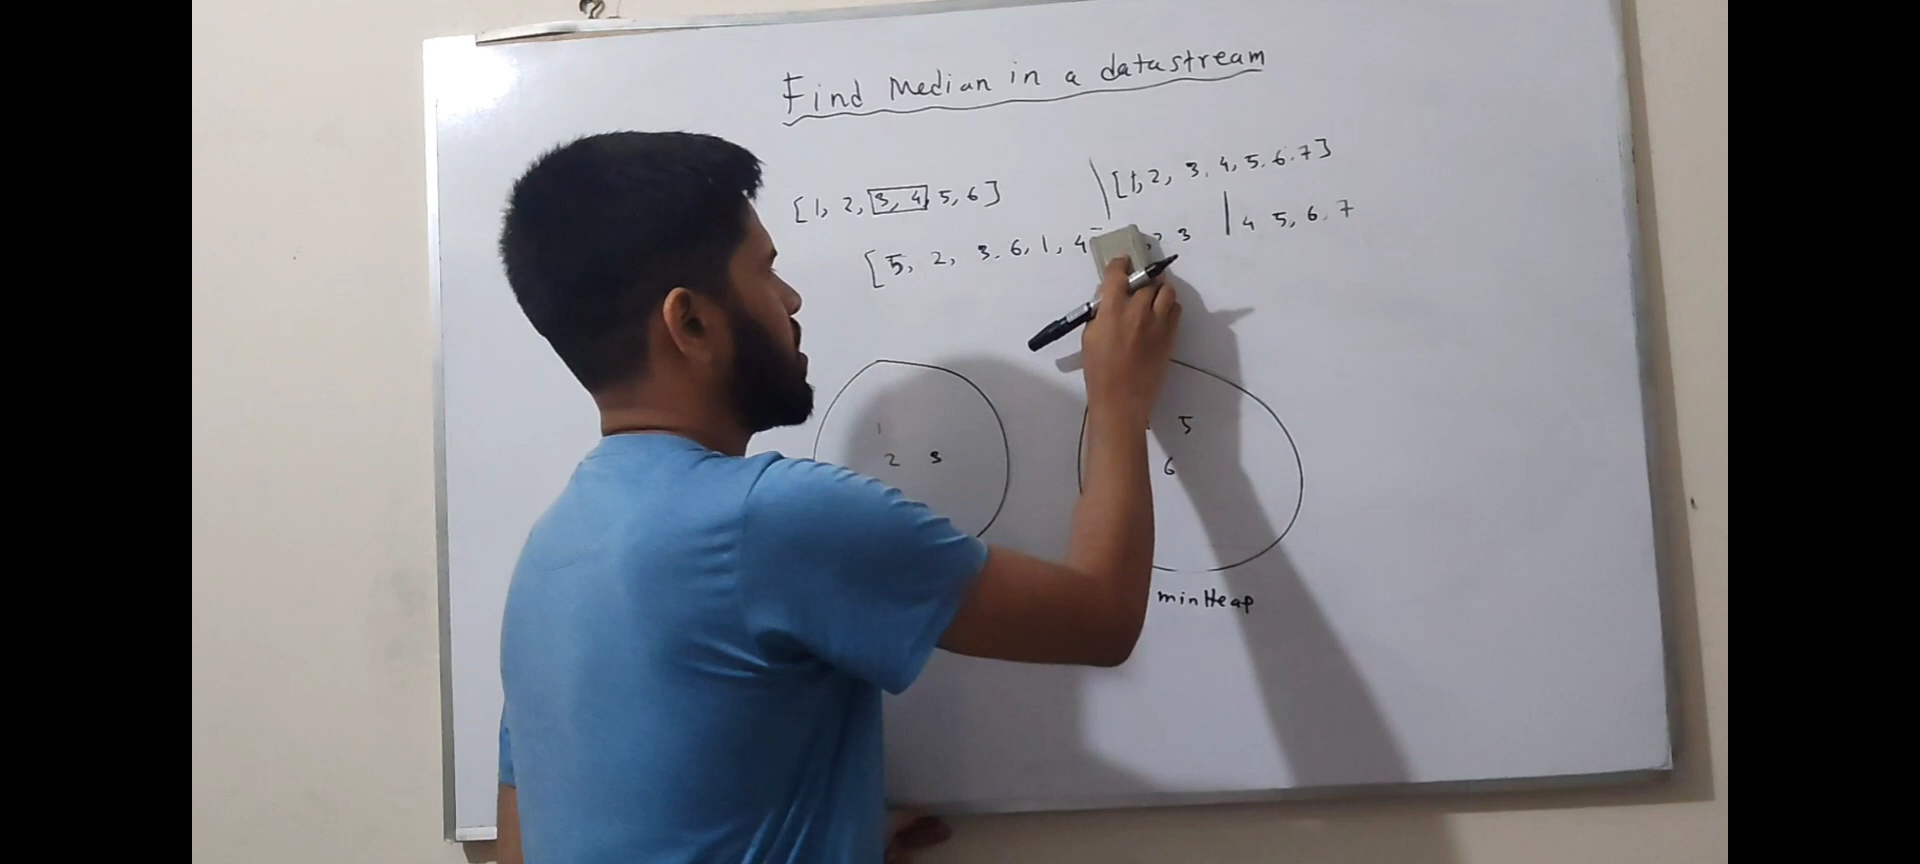 Find Median in a datastream
[1, 2, 3, 4, 5, 6]
[1, 2, 3, 4, 5, 6, 7]
[5, 2, 3, 6, 1, 4
3 | 4 5, 6, 7
1
2 3
5
6
minHeap